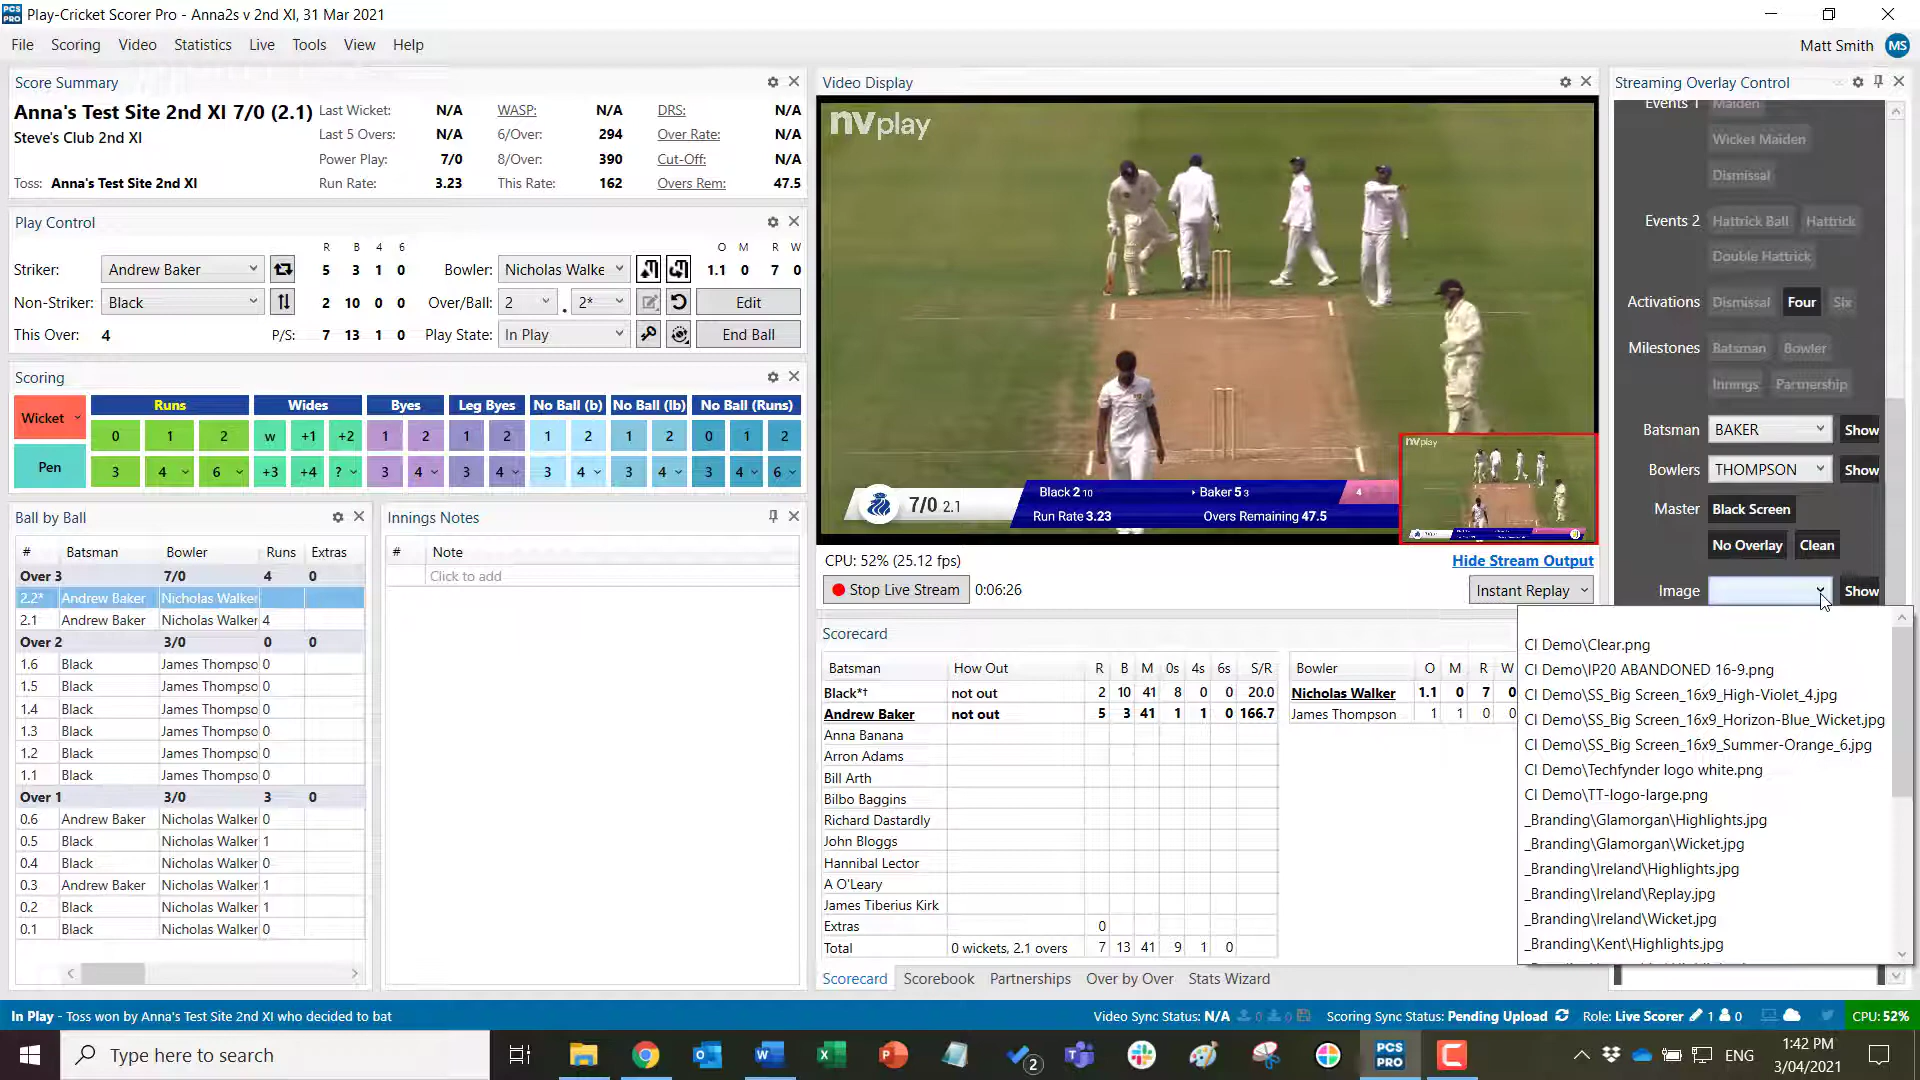 PCS PRO Play-Cricket Scorer Pro - Anna2s v 2nd XI, 31 Mar 2021
File Scoring Video Statistics Live Tools View Help Matt Smith MS
Score Summary
Anna's Test Site 2nd XI 7/0 (2.1) Last Wicket: N/A WASP: N/A DRS: N/A
Steve's Club 2nd XI Last 5 Overs: N/A 6/Over: 294 Over Rate: N/A
Power Play: 7/0 8/Over: 390 Cut-Off: N/A
Toss: Anna's Test Site 2nd XI Run Rate: 3.23 This Rate: 162 Overs Rem: 47.5
Play Control
R B 4 6 O M R W
Striker: Andrew Baker 5 3 1 0 Bowler: Nicholas Walke 1.1 0 7 0
Non-Striker: Black 2 10 0 0 Over/Ball: 2 . 2* Edit
This Over: 4 P/S: 7 13 1 0 Play State: In Play End Ball
Scoring
Wicket Runs Wides Byes Leg Byes No Ball (b) No Ball (lb) No Ball (Runs)
0 1 2 w +1 +2 1 2 1 2 1 2 1 2 0 1 2
Pen 3 4 6 +3 +4 ? 3 4 3 4 3 4 3 4 3 4 6
Ball by Ball
# Batsman Bowler Runs Extras
Over 3 7/0 4 0
2.2* Andrew Baker Nicholas Walker
2.1 Andrew Baker Nicholas Walker 4
Over 2 3/0 0 0
1.6 Black James Thompso 0
1.5 Black James Thompso 0
1.4 Black James Thompso 0
1.3 Black James Thompso 0
1.2 Black James Thompso 0
1.1 Black James Thompso 0
Over 1 3/0 3 0
0.6 Andrew Baker Nicholas Walker 0
0.5 Black Nicholas Walker 1
0.4 Black Nicholas Walker 0
0.3 Andrew Baker Nicholas Walker 1
0.2 Black Nicholas Walker 1
0.1 Black Nicholas Walker 0
Innings Notes
# Note
Click to add
Video Display
nvplay
nvplay
7/0 2.1
Black 2 10 Baker 5 3 4
Run Rate 3.23 Overs Remaining 47.5
CPU: 52% (25.12 fps) Hide Stream Output
Stop Live Stream 0:06:26 Instant Replay
Scorecard
Batsman How Out R B M 0s 4s 6s S/R
Black*† not out 2 10 41 8 0 0 20.0
Andrew Baker not out 5 3 41 1 1 0 166.7
Anna Banana
Arron Adams
Bill Arth
Bilbo Baggins
Richard Dastardly
John Bloggs
Hannibal Lector
A O'Leary
James Tiberius Kirk
Extras 0
Total 0 wickets, 2.1 overs 7 13 41 9 1 0
Bowler O M R W
Nicholas Walker 1.1 0 7 0
James Thompson 1 1 0 0
Scorecard Scorebook Partnerships Over by Over Stats Wizard
Streaming Overlay Control
Events 1 Maiden
Wicket Maiden
Dismissal
Events 2 Hattrick Ball Hattrick
Double Hattrick
Activations Dismissal Four Six
Milestones Batsman Bowler
Innings Partnership
Batsman BAKER Show
Bowlers THOMPSON Show
Master Black Screen
No Overlay Clean
Image Show
CI Demo\Clear.png
CI Demo\IP20 ABANDONED 16-9.png
CI Demo\SS_Big Screen_16x9_High-Violet_4.jpg
CI Demo\SS_Big Screen_16x9_Horizon-Blue_Wicket.jpg
CI Demo\SS_Big Screen_16x9_Summer-Orange_6.jpg
CI Demo\Techfynder logo white.png
CI Demo\TT-logo-large.png
_Branding\Glamorgan\Highlights.jpg
_Branding\Glamorgan\Wicket.jpg
_Branding\Ireland\Highlights.jpg
_Branding\Ireland\Replay.jpg
_Branding\Ireland\Wicket.jpg
_Branding\Kent\Highlights.jpg
In Play - Toss won by Anna's Test Site 2nd XI who decided to bat Video Sync Status: N/A 0 0 Scoring Sync Status: Pending Upload Role: Live Scorer 1 0 CPU: 52%
Type here to search 2 PCS PRO ENG 1:42 PM
3/04/2021